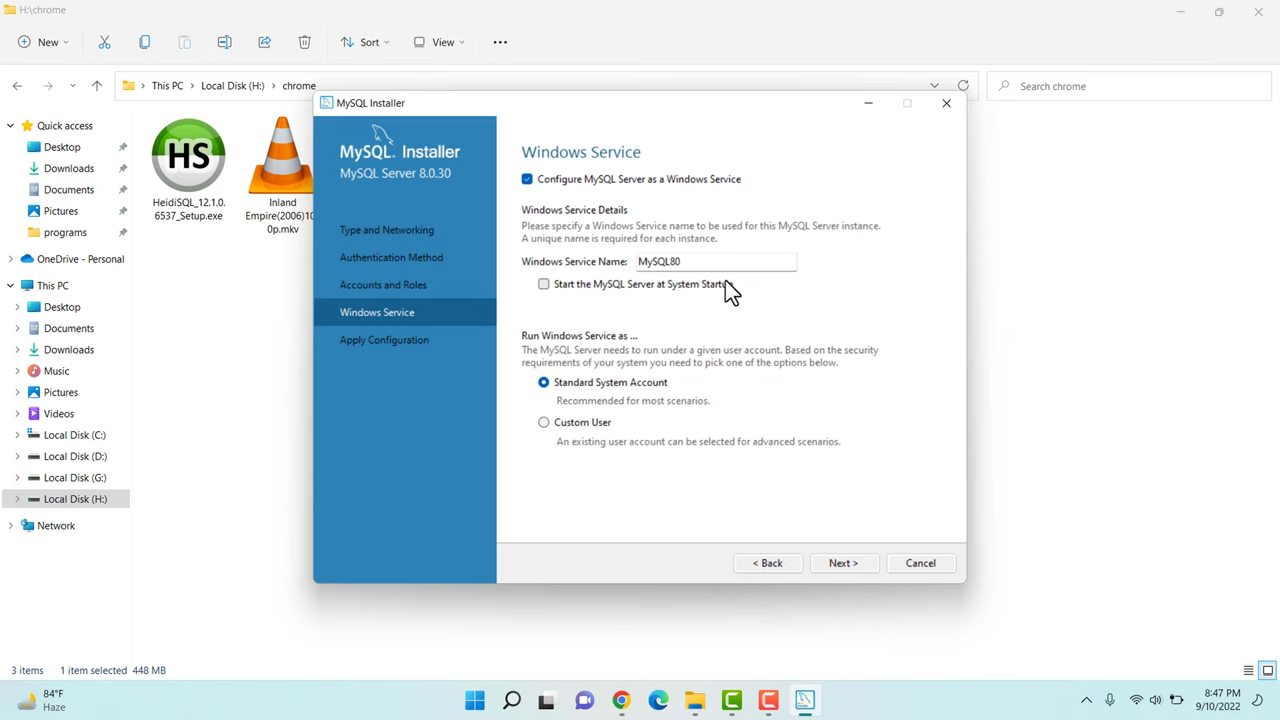 H:\chrome
New
Sort
View
This PC
Local Disk (H:)
chrome
Search chrome
Quick access
Desktop
Downloads
Documents
Pictures
programs
OneDrive - Personal
This PC
Desktop
Documents
Downloads
Music
Pictures
Videos
Local Disk (C:)
Local Disk (D:)
Local Disk (G:)
Local Disk (H:)
Network
HS
HeidiSQL_12.1.0.
6537_Setup.exe
Inland
Empire(2006)10
0p.mkv
MySQL Installer
MySQL. Installer
MySQL Server 8.0.30
Type and Networking
Authentication Method
Accounts and Roles
Windows Service
Apply Configuration
Windows Service
Configure MySQL Server as a Windows Service
Windows Service Details
Please specify a Windows Service name to be used for this MySQL Server instance.
A unique name is required for each instance.
Windows Service Name: MySQL80
Start the MySQL Server at System Startup
Run Windows Service as ...
The MySQL Server needs to run under a given user account. Based on the security
requirements of your system you need to pick one of the options below.
Standard System Account
Recommended for most scenarios.
Custom User
An existing user account can be selected for advanced scenarios.
< Back
Next >
Cancel
3 items
1 item selected 448 MB
84°F
Haze
8:47 PM
9/10/2022